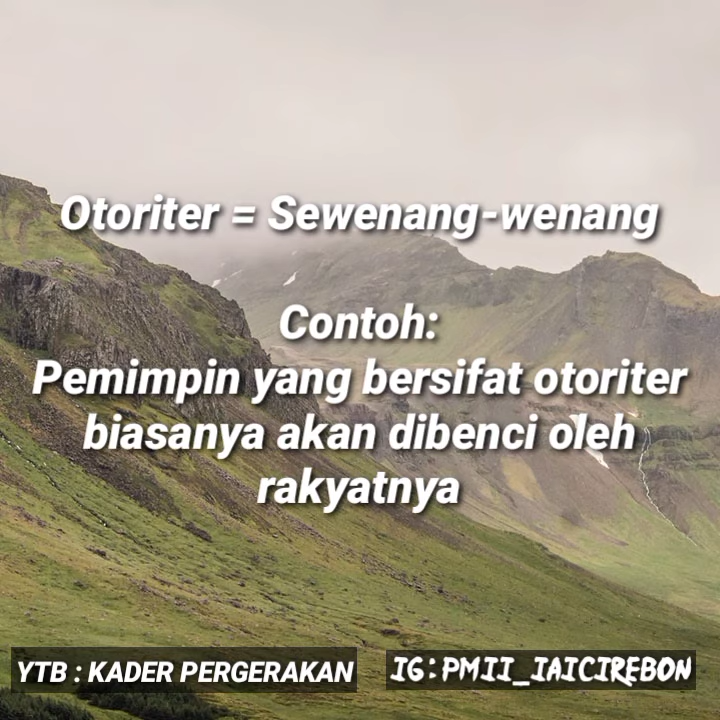 Otoriter = Sewenang-wenang
Contoh:
Pemimpin yang bersifat otoriter
biasanya akan dibenci oleh
rakyatnya
YTB : KADER PERGERAKAN
IG:PMII_IAICIREBON